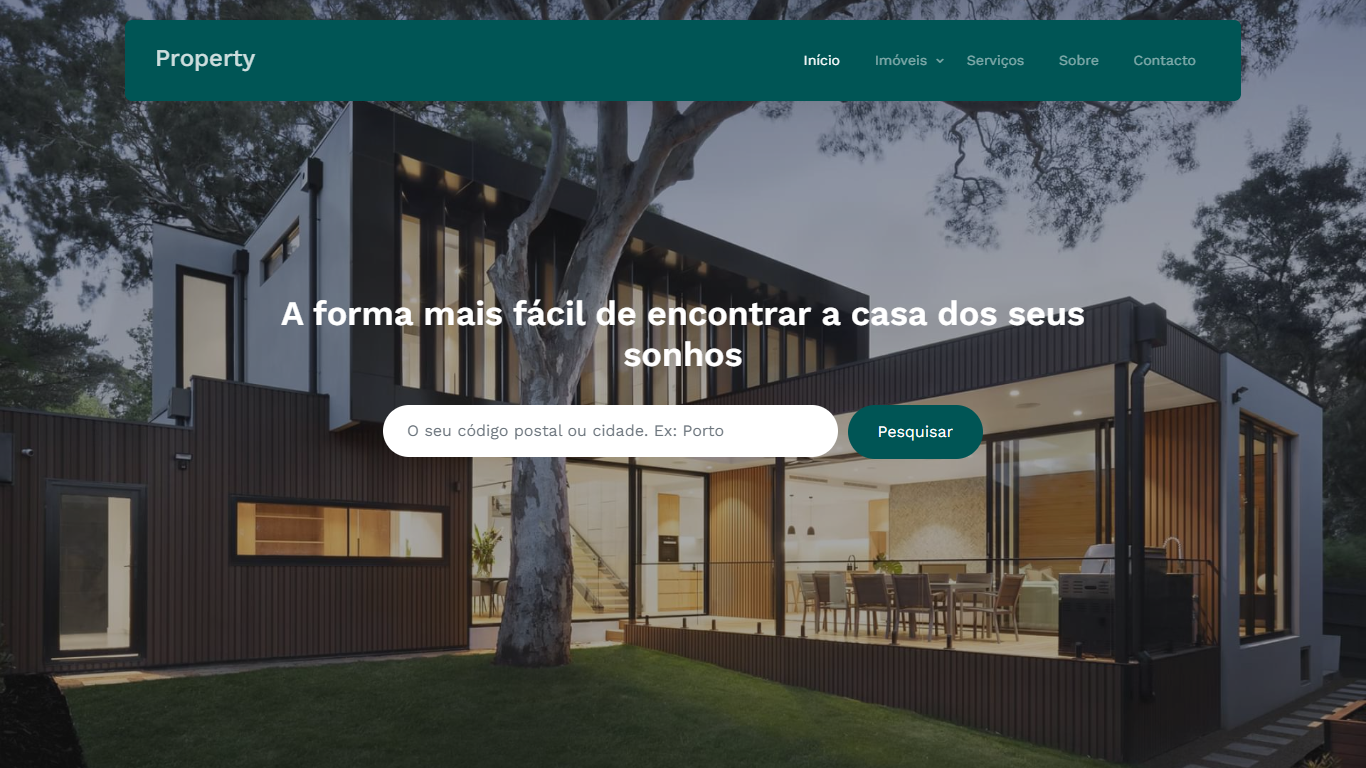 Property
Início
Imóveis
Serviços
Sobre
Contacto
A forma mais fácil de encontrar a casa dos seus
sonhos
O seu código postal ou cidade. Ex: Porto
Pesquisar